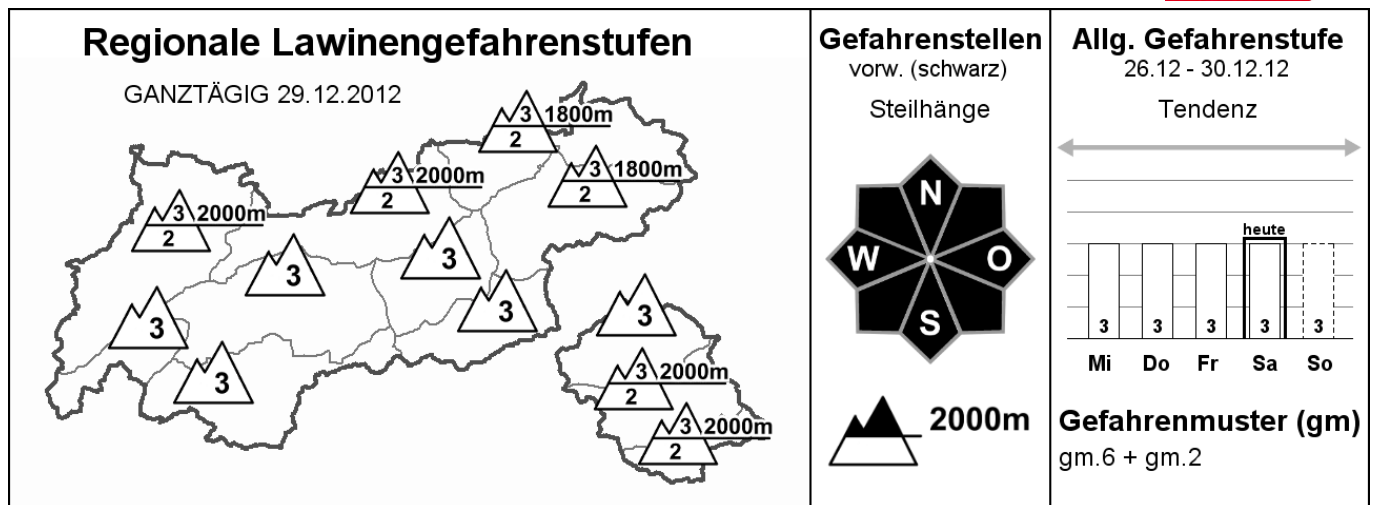 Regionale Lawinengefahrenstufen
GANZTÄGIG 29.12.2012
3 1800m
2
3 2000m
2
3 1800m
2
3 2000m
2
3
3
3
3
3
3
3 2000m
2
3 2000m
2
Gefahrenstellen
vorw. (schwarz)
Steilhänge
N
W
O
S
2000m
Allg. Gefahrenstufe
26.12 - 30.12.12
Tendenz
heute
3 3 3 3 3
Mi Do Fr Sa So
Gefahrenmuster (gm)
gm.6 + gm.2